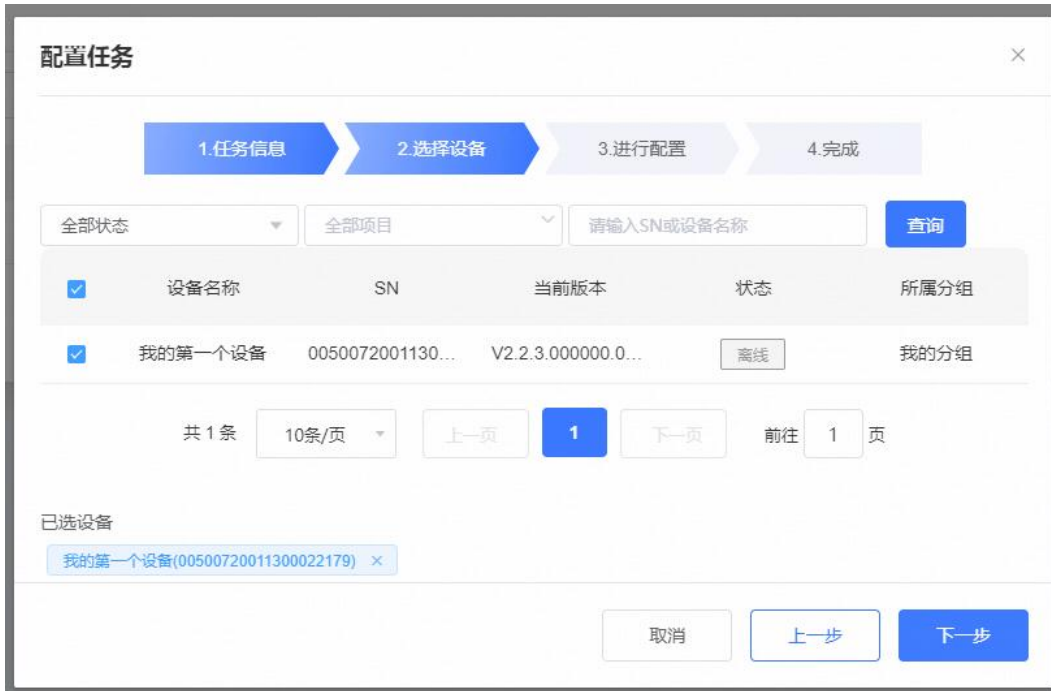 配置任务
1.任务信息 2.选择设备 3.进行配置 4.完成
全部状态 全部项目 请输入SN或设备名称 查询
设备名称 SN 当前版本 状态 所属分组
我的第一个设备 0050072001130... V2.2.3.000000.0... 离线 我的分组
共 1 条 10条/页 上一页 1 下一页 前往 1 页
已选设备
我的第一个设备(00500720011300022179) ×
取消 上一步 下一步